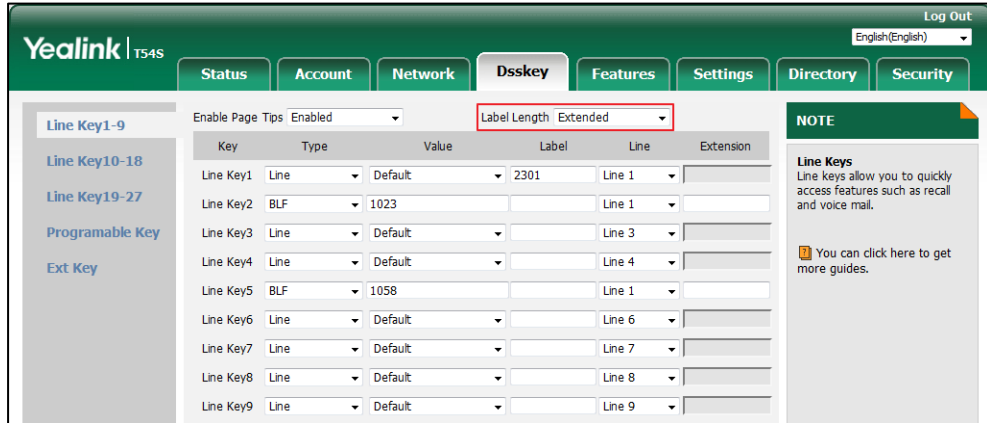 Log Out
Yealink T54S
English(English)
Status Account Network Dsskey Features Settings Directory Security
Line Key1-9
Line Key10-18
Line Key19-27
Programable Key
Ext Key
Enable Page Tips Enabled Label Length Extended
Key Type Value Label Line Extension
Line Key1 Line Default 2301 Line 1
Line Key2 BLF 1023 Line 1
Line Key3 Line Default Line 3
Line Key4 Line Default Line 4
Line Key5 BLF 1058 Line 1
Line Key6 Line Default Line 6
Line Key7 Line Default Line 7
Line Key8 Line Default Line 8
Line Key9 Line Default Line 9
NOTE
Line Keys
Line keys allow you to quickly
access features such as recall
and voice mail.
You can click here to get
more guides.